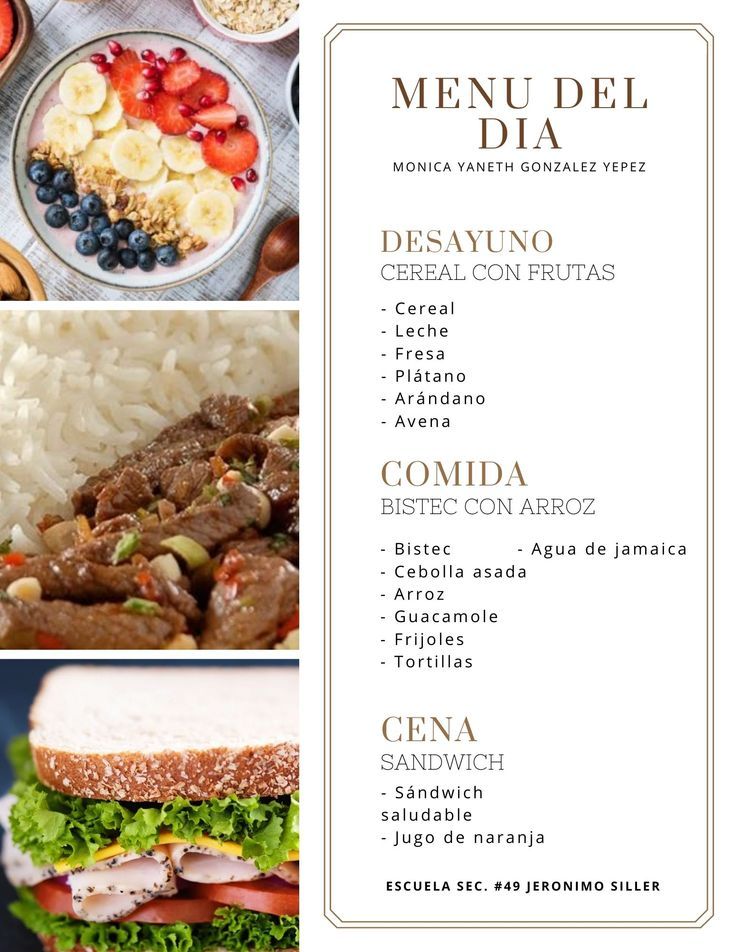 MENU DEL
DIA
MONICA YANETH GONZALEZ YEPEZ
DESAYUNO
CEREAL CON FRUTAS
- Cereal
- Leche
- Fresa
- Plátano
- Arándano
- Avena
COMIDA
BISTEC CON ARROZ
- Bistec - Agua de jamaica
- Cebolla asada
- Arroz
- Guacamole
- Frijoles
- Tortillas
CENA
SANDWICH
- Sándwich
saludable
- Jugo de naranja
ESCUELA SEC. #49 JERONIMO SILLER